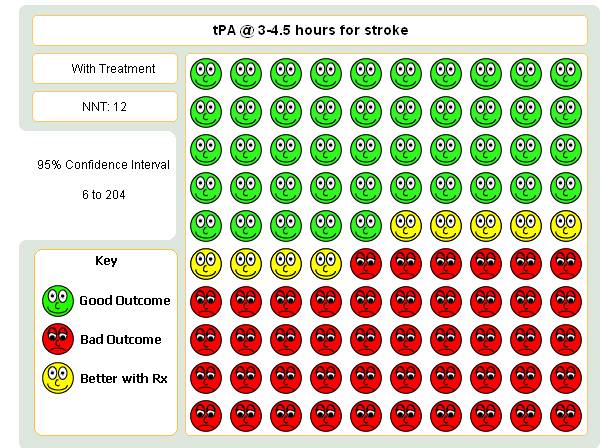 tPA @ 3-4.5 hours for stroke
With Treatment
NNT: 12
95% Confidence Interval
6 to 204
Key
Good Outcome
Bad Outcome
Better with Rx